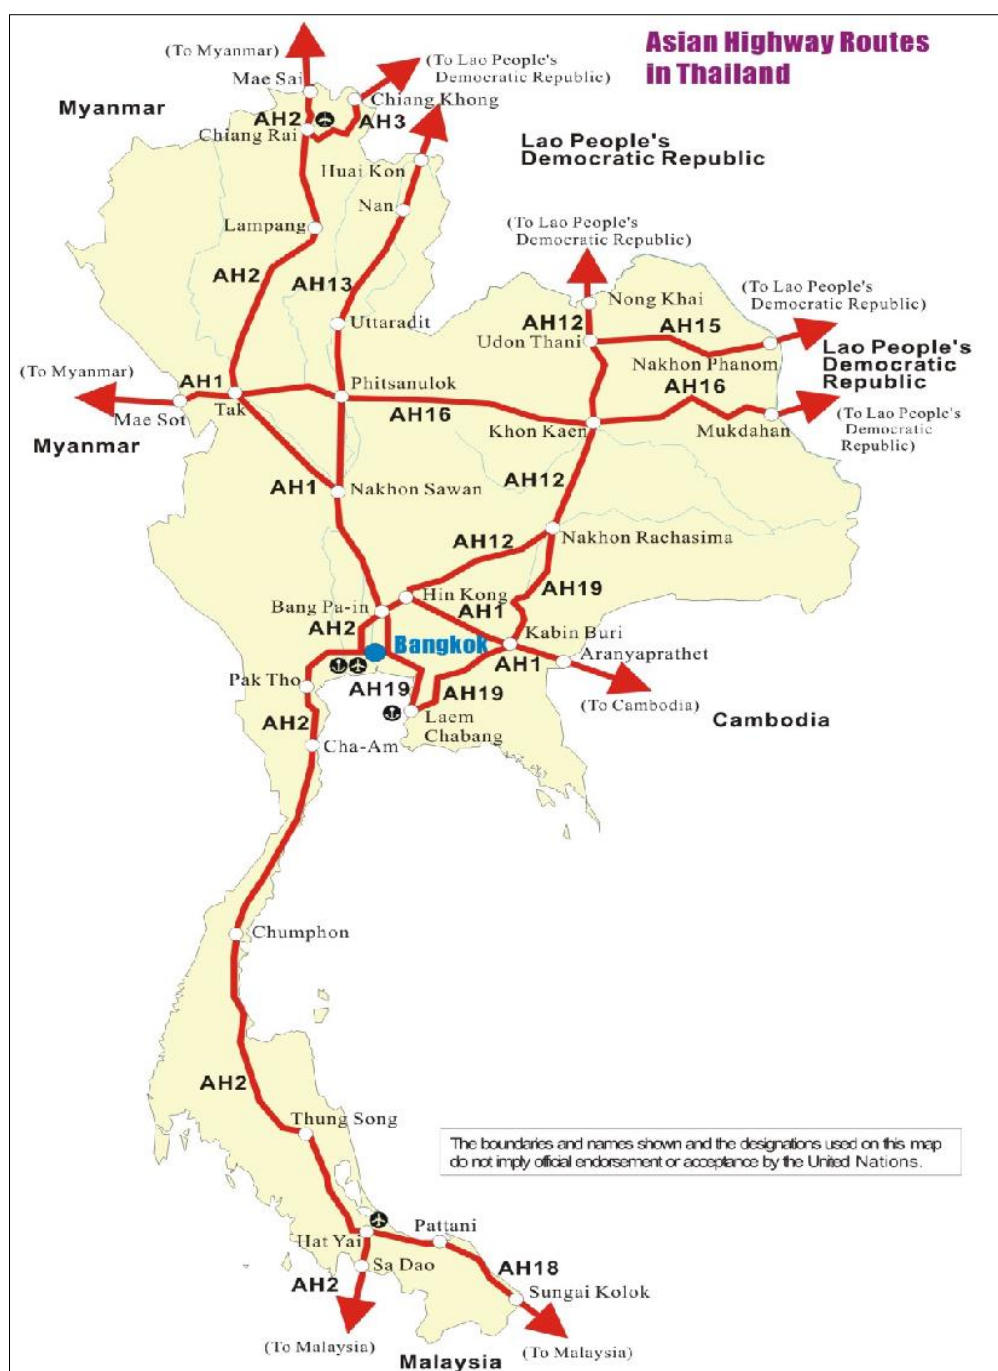 Asian Highway Routes
in Thailand
(To Myanmar)
(To Lao People's
Democratic Republic)
Mae Sai
Chiang Khong
Myanmar
AH2
AH3
Chiang Rai
Lao People's
Democratic Republic
Huai Kon
Nan
Lampang
(To Lao People's
Democratic Republic)
AH2
AH13
Nong Khai
(To Lao People's
Democratic Republic)
Uttaradit
AH12
AH15
Udon Thani
Nakhon Phanom
Lao People's
Democratic
Republic
(To Myanmar)
AH1
Phitsanulok
AH16
Mae Sot
Tak
AH16
Khon Kaen
Mukdahan
(To Lao People's
Democratic
Republic)
Myanmar
AH1
Nakhon Sawan
AH12
AH12
Nakhon Rachasima
AH19
Hin Kong
Bang Pa-in
AH1
AH2
Kabin Buri
Bangkok
AH1
Aranyaprathet
Pak Tho
AH19
AH19
(To Cambodia)
Cambodia
AH2
Laem
Chabang
Cha-Am
Chumphon
AH2
Thung Song
The boundaries and names shown and the designations used on this map
do not imply official endorsement or acceptance by the United Nations.
Pattani
Hat Yai
Sa Dao
AH18
AH2
Sungai Kolok
(To Malaysia)
(To Malaysia)
Malaysia